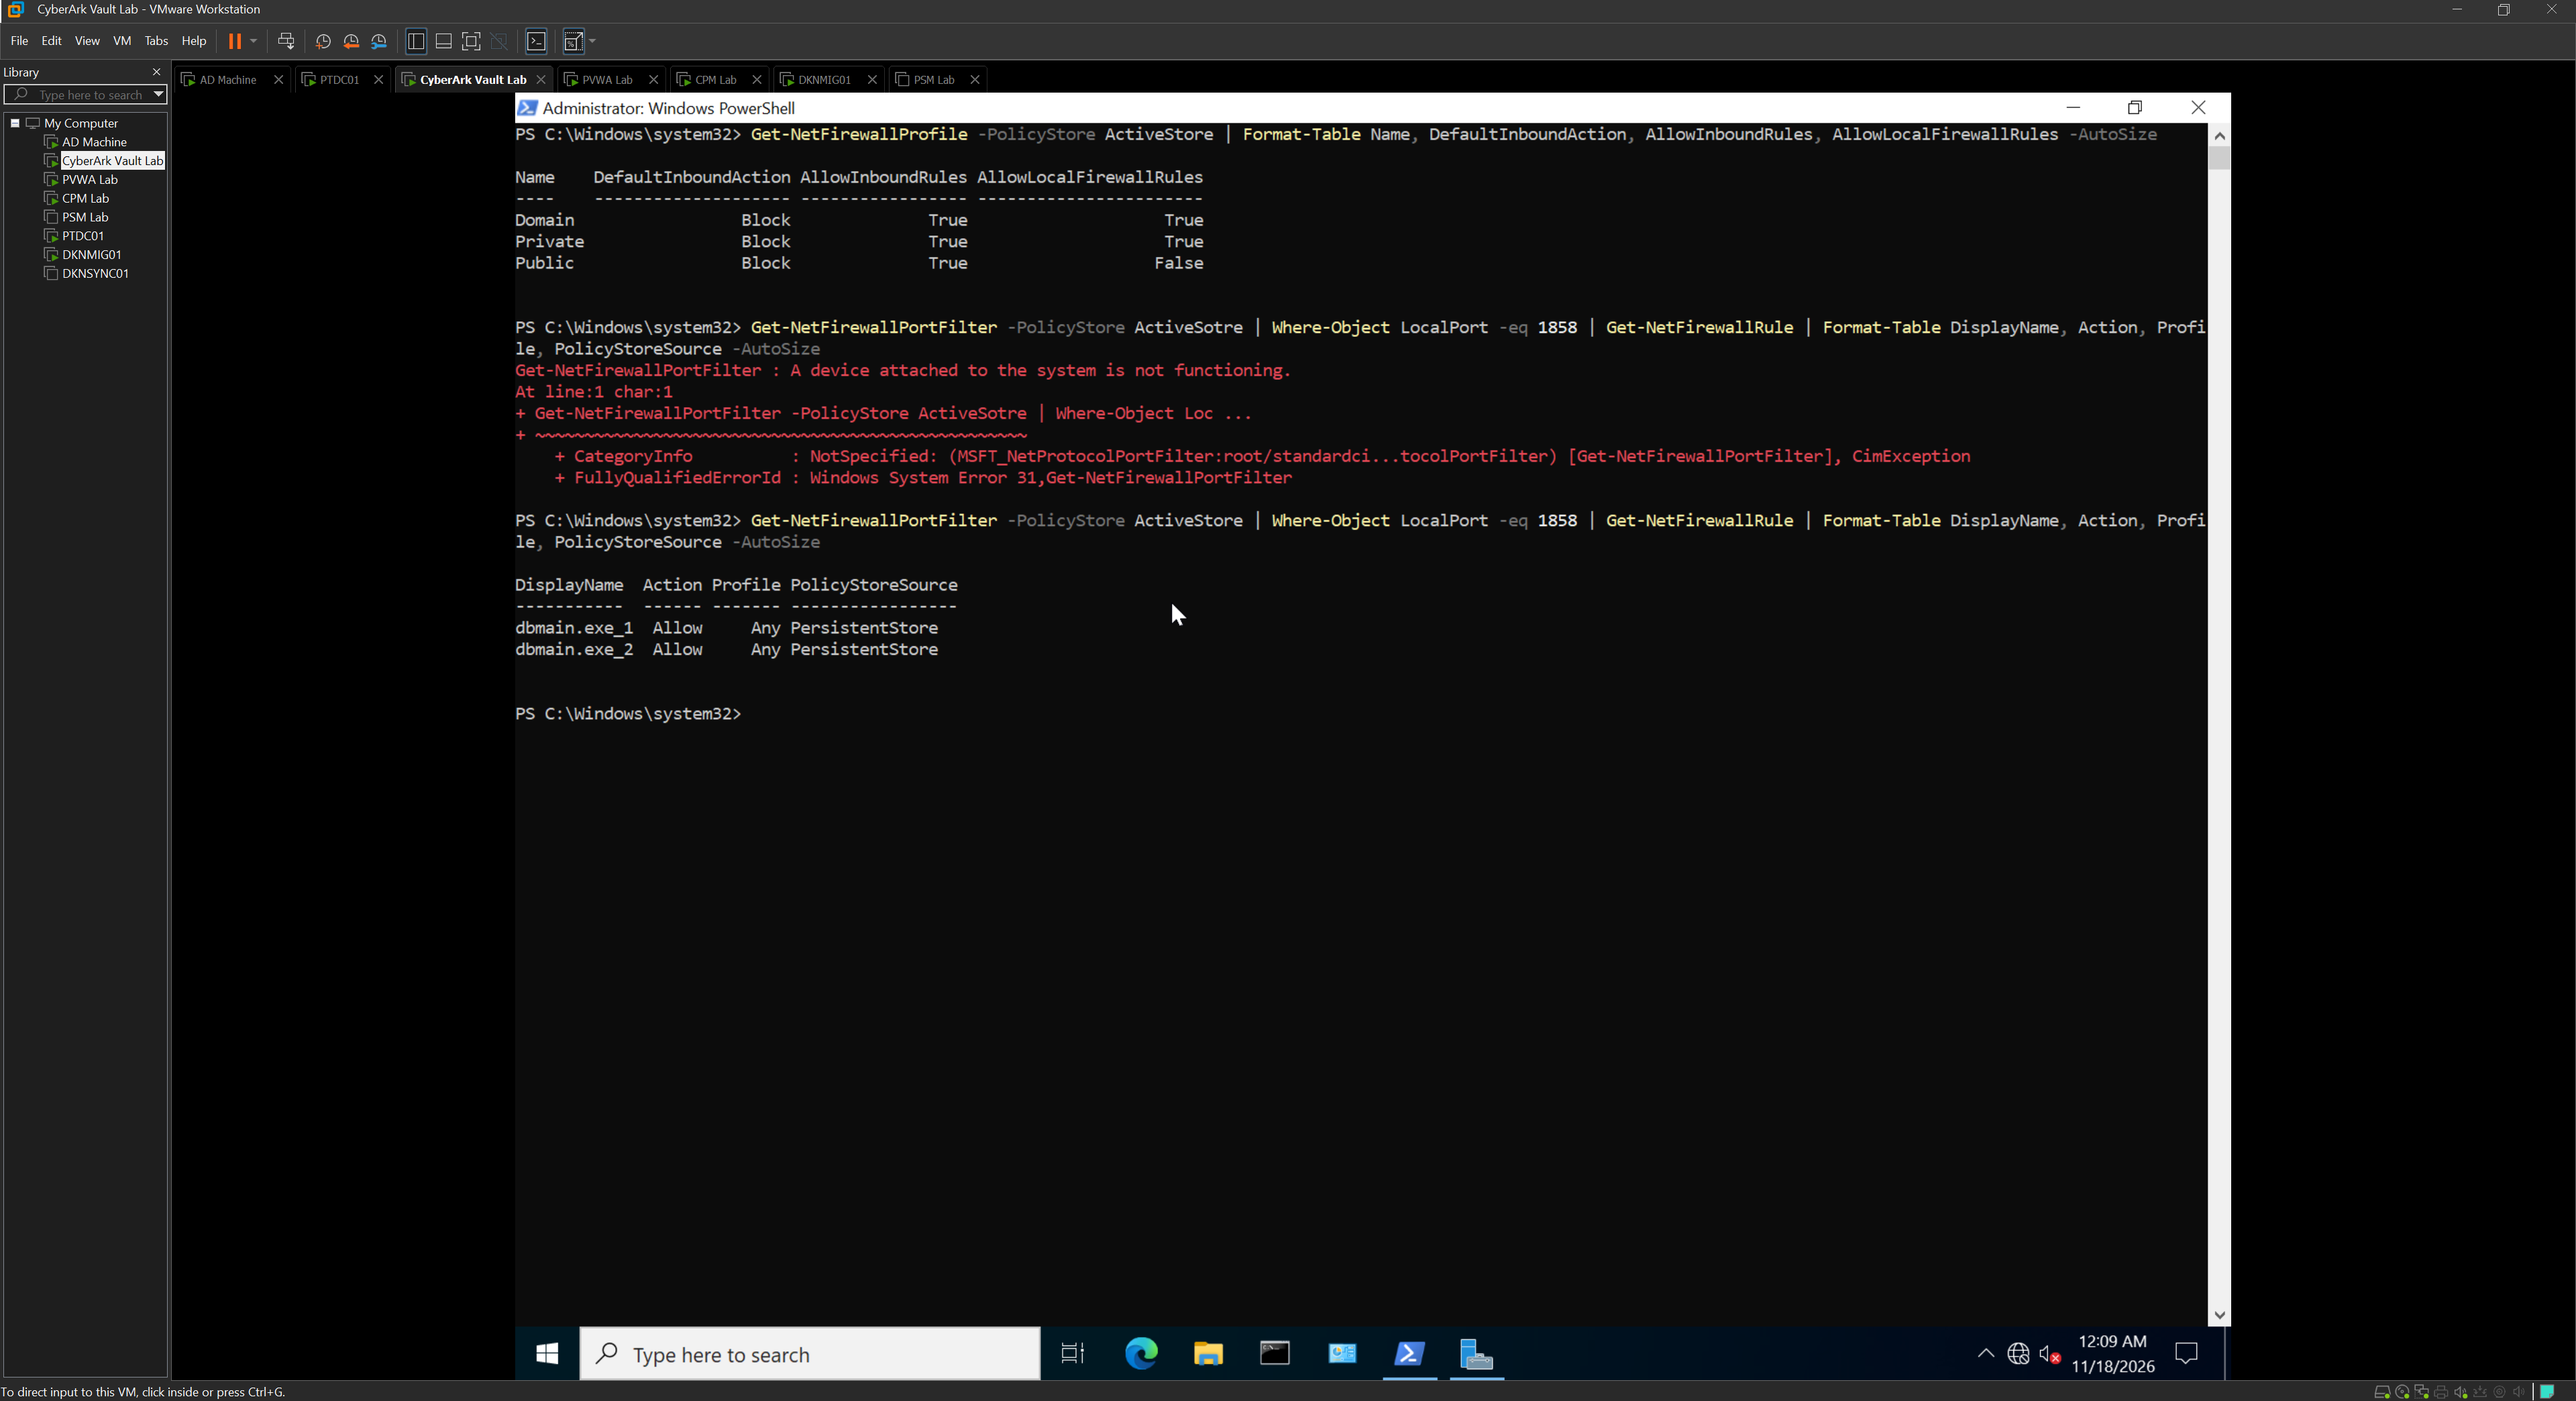 CyberArk Vault Lab - VMware Workstation
File Edit View VM Tabs Help
Library
Type here to search
My Computer
AD Machine
CyberArk Vault Lab
PVWA Lab
CPM Lab
PSM Lab
PTDC01
DKNMIG01
DKNSYNC01
AD Machine PTDC01 CyberArk Vault Lab PVWA Lab CPM Lab DKNMIG01 PSM Lab
Administrator: Windows PowerShell
PS C:\Windows\system32> Get-NetFirewallProfile -PolicyStore ActiveStore | Format-Table Name, DefaultInboundAction, AllowInboundRules, AllowLocalFirewallRules -AutoSize
Name DefaultInboundAction AllowInboundRules AllowLocalFirewallRules
---- -------------------- ----------------- -----------------------
Domain Block True True
Private Block True True
Public Block True False
PS C:\Windows\system32> Get-NetFirewallPortFilter -PolicyStore ActiveSotre | Where-Object LocalPort -eq 1858 | Get-NetFirewallRule | Format-Table DisplayName, Action, Profi
le, PolicyStoreSource -AutoSize
Get-NetFirewallPortFilter : A device attached to the system is not functioning.
At line:1 char:1
+ Get-NetFirewallPortFilter -PolicyStore ActiveSotre | Where-Object Loc ...
+ ~~~~~~~~~~~~~~~~~~~~~~~~~~~~~~~~~~~~~~~~~~~~~~~~~~
+ CategoryInfo : NotSpecified: (MSFT_NetProtocolPortFilter:root/standardci...tocolPortFilter) [Get-NetFirewallPortFilter], CimException
+ FullyQualifiedErrorId : Windows System Error 31,Get-NetFirewallPortFilter
PS C:\Windows\system32> Get-NetFirewallPortFilter -PolicyStore ActiveStore | Where-Object LocalPort -eq 1858 | Get-NetFirewallRule | Format-Table DisplayName, Action, Profi
le, PolicyStoreSource -AutoSize
DisplayName Action Profile PolicyStoreSource
----------- ------ ------- -----------------
dbmain.exe_1 Allow Any PersistentStore
dbmain.exe_2 Allow Any PersistentStore
PS C:\Windows\system32>
Type here to search
12:09 AM
11/18/2026
To direct input to this VM, click inside or press Ctrl+G.